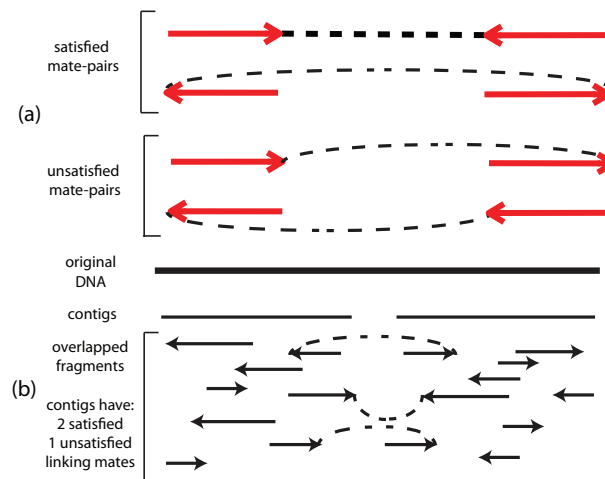 satisfied
mate-pairs
(a)
unsatisfied
mate-pairs
original
DNA
contigs
overlapped
fragments
(b)
contigs have:
2 satisfied
1 unsatisfied
linking mates